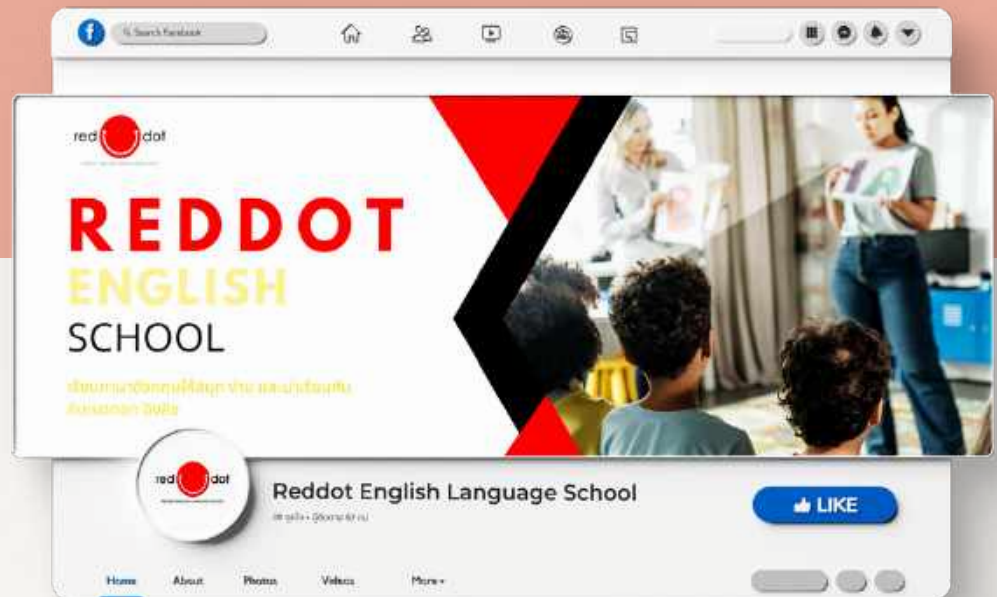 Search Facebook
red dot
REDDOT
ENGLISH
SCHOOL
red dot
Reddot English Language School
LIKE
Home About Photos Videos More